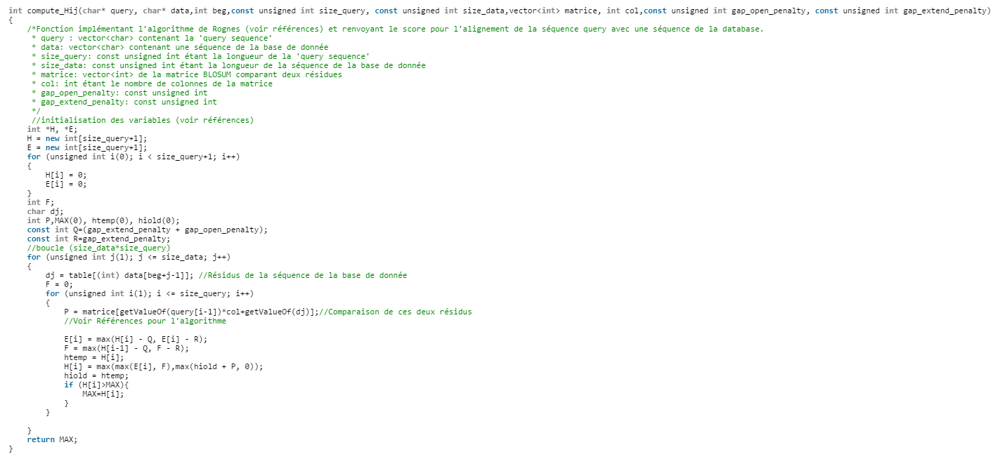 int compute_Hij(char* query, char* data,int beg,const unsigned int size_query, const unsigned int size_data,vector<int> matrice, int col,const unsigned int gap_open_penalty, const unsigned int gap_extend_penalty)
{
    /*Fonction implémentant l'algorithme de Rognes (voir références) et renvoyant le score pour l'alignement de la séquence query avec une séquence de la database.
     *  query : vector<char> contenant la 'query sequence'
     * data: vector<char> contenant une séquence de la base de donnée
     * size_query: const unsigned int étant la longueur de la 'query sequence'
     * size_data: const unsigned int étant la longueur de la séquence de la base de donnée
     * matrice: vector<int> de la matrice BLOSUM comparant deux résidues
     * col: int étant le nombre de colonnes de la matrice
     * gap_open_penalty: const unsigned int
     * gap_extend_penalty: const unsigned int
     */
     //initialisation des variables (voir références)
    int *H, *E;
    H = new int[size_query+1];
    E = new int[size_query+1];
    for (unsigned int i(0); i < size_query+1; i++)
    {
        H[i] = 0;
        E[i] = 0;
    }
    int F;
    char dj;
    int P,MAX(0), htemp(0), hiold(0);
    const int Q=(gap_extend_penalty + gap_open_penalty);
    const int R=gap_extend_penalty;
    //boucle (size_data*size_query)
    for (unsigned int j(1); j <= size_data; j++)
    {
        dj = table[(int) data[beg+j-1]]; //Résidus de la séquence de la base de donnée
        F = 0;
        for (unsigned int i(1); i <= size_query; i++)
        {
            P = matrice[getValueOf(query[i-1])*col+getValueOf(dj)];//Comparaison de ces deux résidus
            //Voir Références pour l'algorithme
            E[i] = max(H[i] - Q, E[i] - R);
            F = max(H[i-1] - Q, F - R);
            htemp = H[i];
            H[i] = max(max(E[i], F),max(hiold + P, 0));
            hiold = htemp;
            if (H[i]>MAX){
                MAX=H[i];
            }
        }
    }
    return MAX;
}